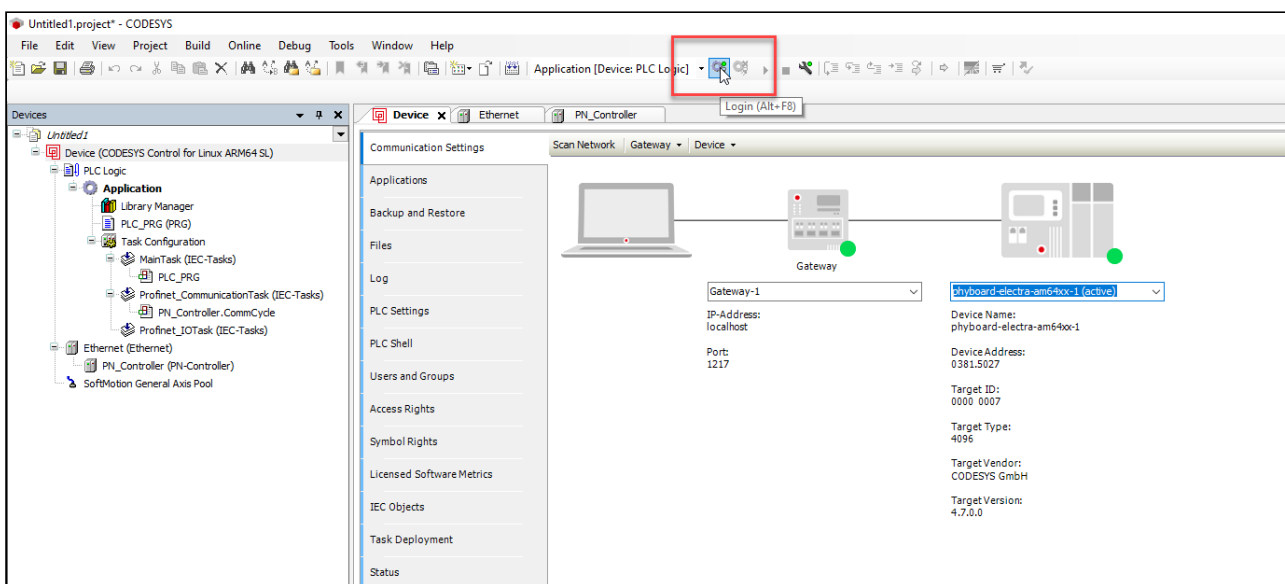 Untitled1.project* - CODESYS
File Edit View Project Build Online Debug Tools Window Help
Application [Device: PLC Logic]
Login (Alt+F8)
Devices
Device
Ethernet
PN_Controller
Untitled1
Device (CODESYS Control for Linux ARM64 SL)
PLC Logic
Application
Library Manager
PLC_PRG (PRG)
Task Configuration
MainTask (IEC-Tasks)
PLC_PRG
Profinet_CommunicationTask (IEC-Tasks)
PN_Controller.CommCycle
Profinet_IOTask (IEC-Tasks)
Ethernet (Ethernet)
PN_Controller (PN-Controller)
SoftMotion General Axis Pool
Communication Settings
Applications
Backup and Restore
Files
Log
PLC Settings
PLC Shell
Users and Groups
Access Rights
Symbol Rights
Licensed Software Metrics
IEC Objects
Task Deployment
Status
Scan Network Gateway Device
Gateway
Gateway-1
IP-Address:
localhost
Port:
1217
phyboard-electra-am64xx-1 (active)
Device Name:
phyboard-electra-am64xx-1
Device Address:
0381.5027
Target ID:
0000 0007
Target Type:
4096
Target Vendor:
CODESYS GmbH
Target Version:
4.7.0.0